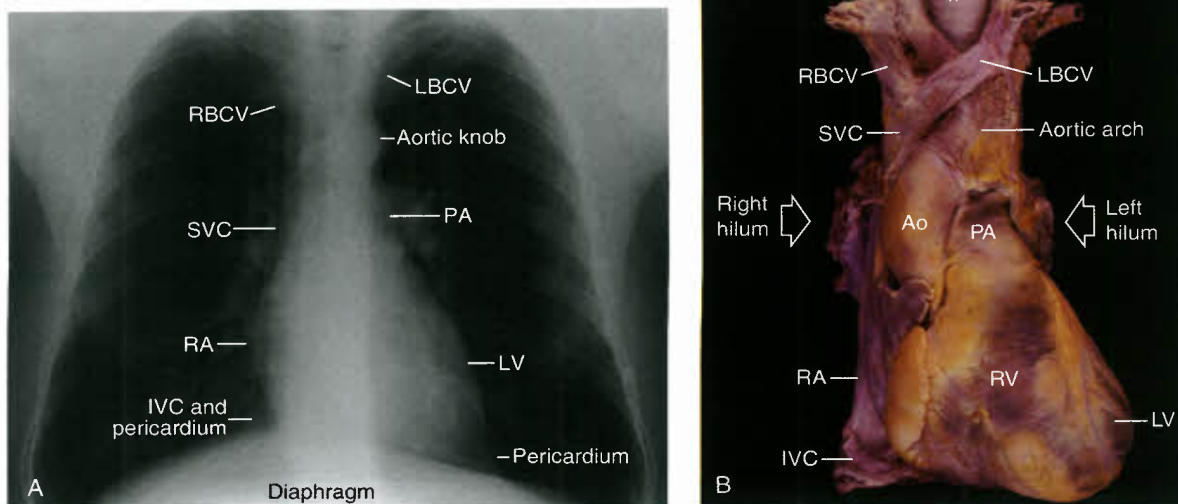 LBCV
RBCV
Aortic knob
PA
SVC
RA
LV
IVC and
pericardium
Pericardium
Diaphragm
A
RBCV
LBCV
SVC
Aortic arch
Right
hilum
Left
hilum
Ao
PA
RA
RV
LV
IVC
B